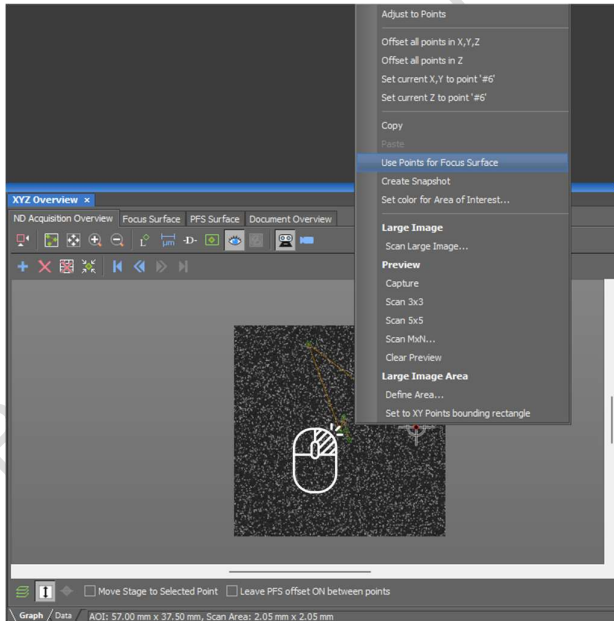 Adjust to Points
Offset all points in X,Y,Z
Offset all points in Z
Set current X,Y to point '#6'
Set current Z to point '#6'
Copy
Paste
Use Points for Focus Surface
Create Snapshot
Set color for Area of Interest...
Large Image
Scan Large Image...
Preview
Capture
Scan 3x3
Scan 5x5
Scan MxN...
Clear Preview
Large Image Area
Define Area...
Set to XY Points bounding rectangle
XYZ Overview ×
ND Acquisition Overview Focus Surface PFS Surface Document Overview
-D-
Move Stage to Selected Point Leave PFS offset ON between points
Graph / Data AOI: 57.00 mm x 37.50 mm, Scan Area: 2.05 mm x 2.05 mm